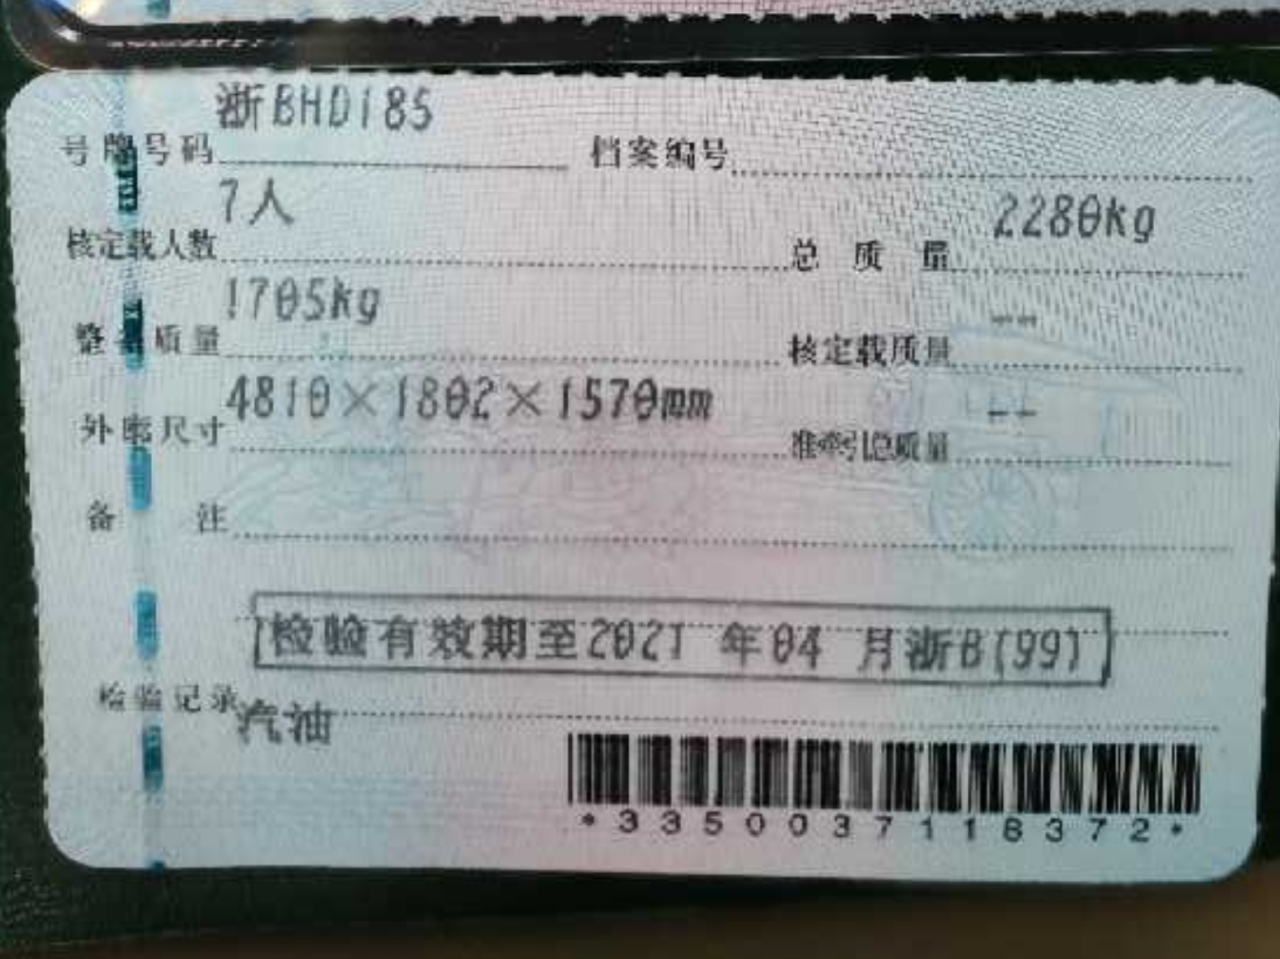 号牌号码 浙BHD185 档案编号
核定载人数 7人 总质量 2280kg
整备质量 1705kg 核定载质量 --
外廓尺寸 4810×1802×1570mm 准牵引总质量 --
备注
检验有效期至2021 年04 月浙B(99)
检验记录 汽油
*3350037118372*